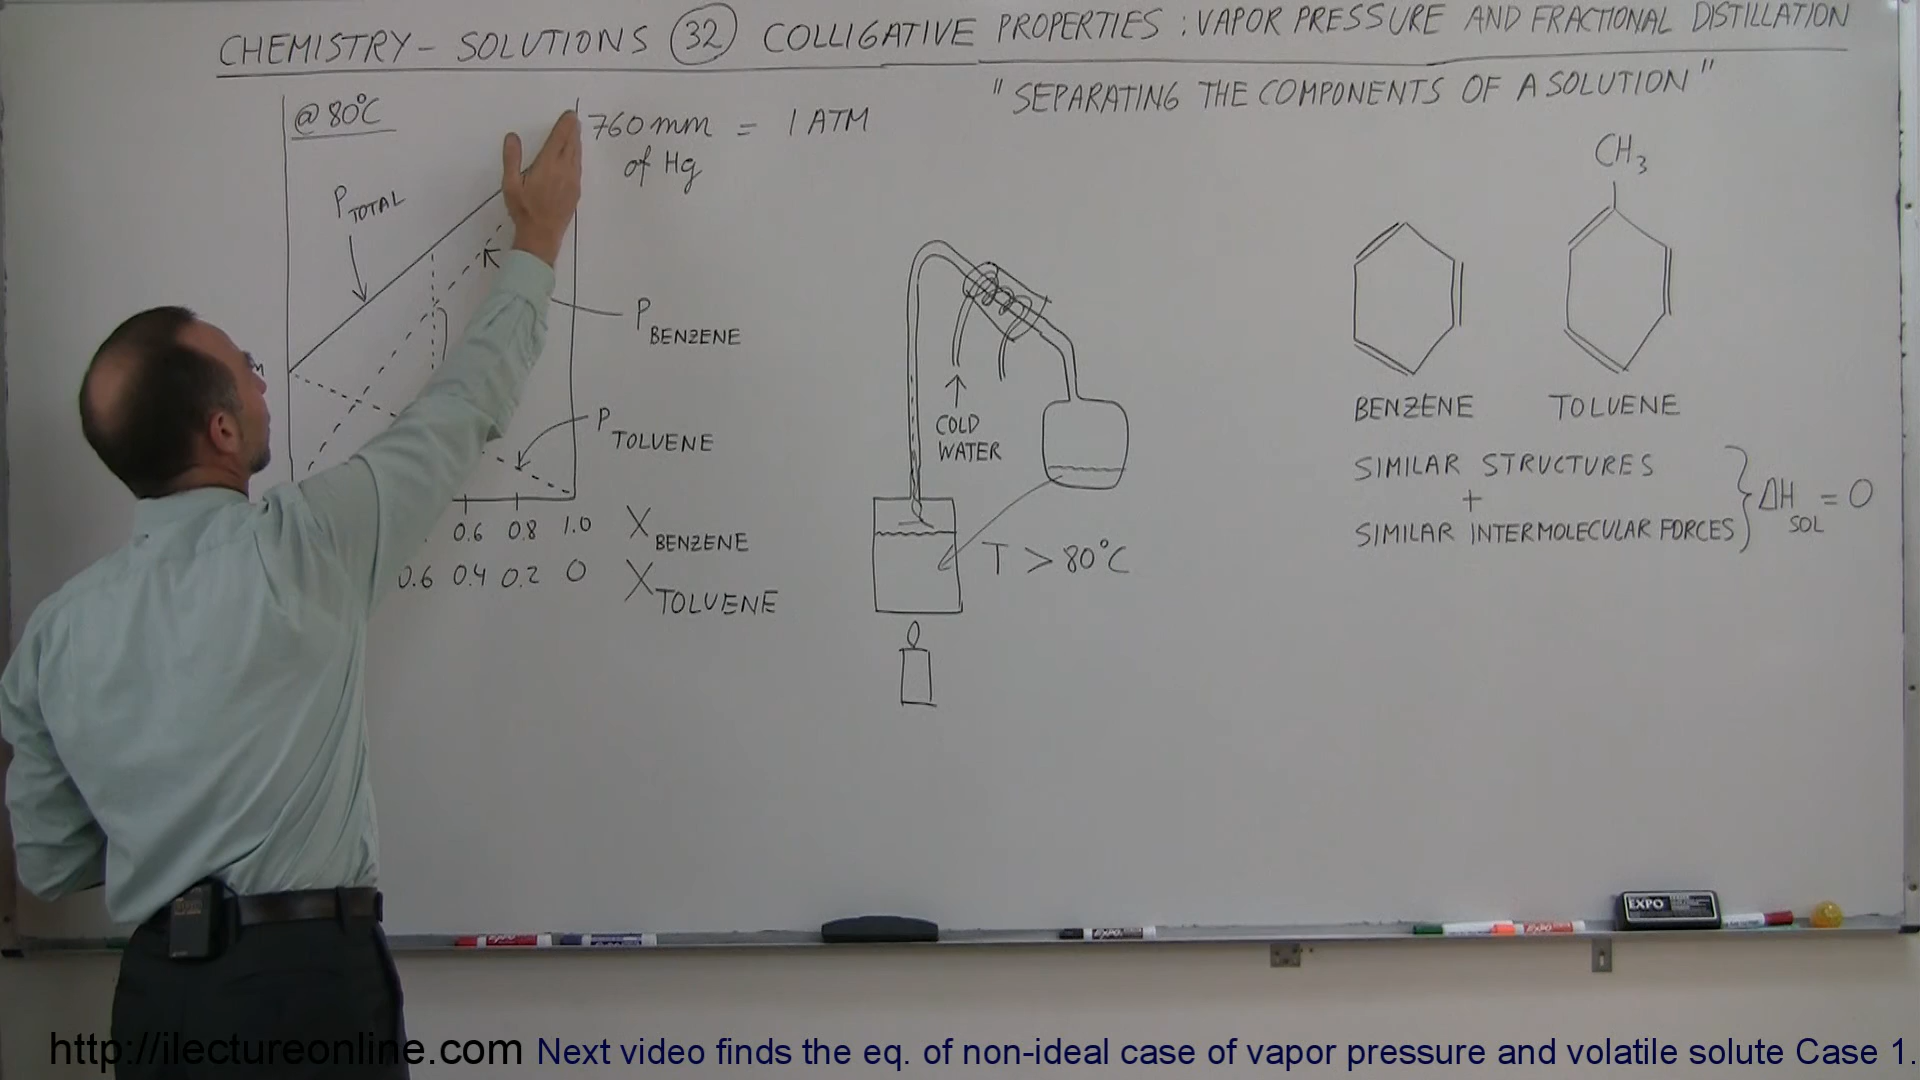 CHEMISTRY - SOLUTIONS 32 COLLIGATIVE PROPERTIES : VAPOR PRESSURE AND FRACTIONAL DISTILLATION
"SEPARATING THE COMPONENTS OF A SOLUTION"
@ 80°C
760 mm = 1 ATM
of Hg
P TOTAL
P BENZENE
P TOLUENE
0.6 0.8 1.0 X BENZENE
0.6 0.4 0.2 0 X TOLUENE
COLD
WATER
T > 80°C
CH3
BENZENE TOLUENE
SIMILAR STRUCTURES
+
SIMILAR INTERMOLECULAR FORCES
ΔH SOL = 0
EXPO
EXPO
EXPO
http://ilectureonline.com Next video finds the eq. of non-ideal case of vapor pressure and volatile solute Case 1.